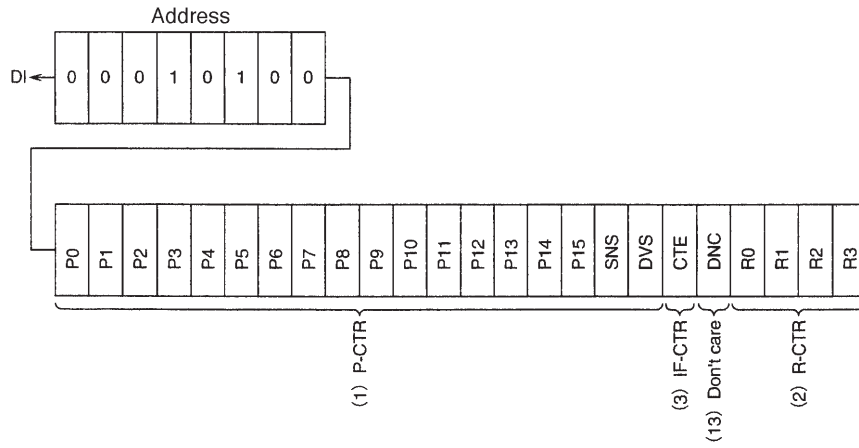 Address
DI
0 0 0 1 0 1 0 0
P0 P1 P2 P3 P4 P5 P6 P7 P8 P9 P10 P11 P12 P13 P14 P15 SNS DVS CTE DNC R0 R1 R2 R3
(1) P-CTR
(3) IF-CTR
(13) Don't care
(2) R-CTR